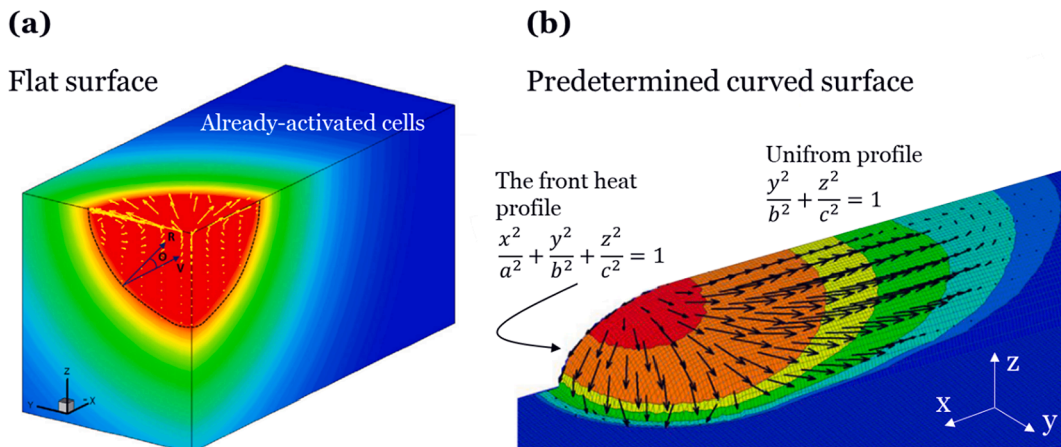 (a)
Flat surface
Already-activated cells
R
O
V
Z
Y
-X
(b)
Predetermined curved surface
The front heat
profile
x²/a² + y²/b² + z²/c² = 1
Unifrom profile
y²/b² + z²/c² = 1
z
x
y